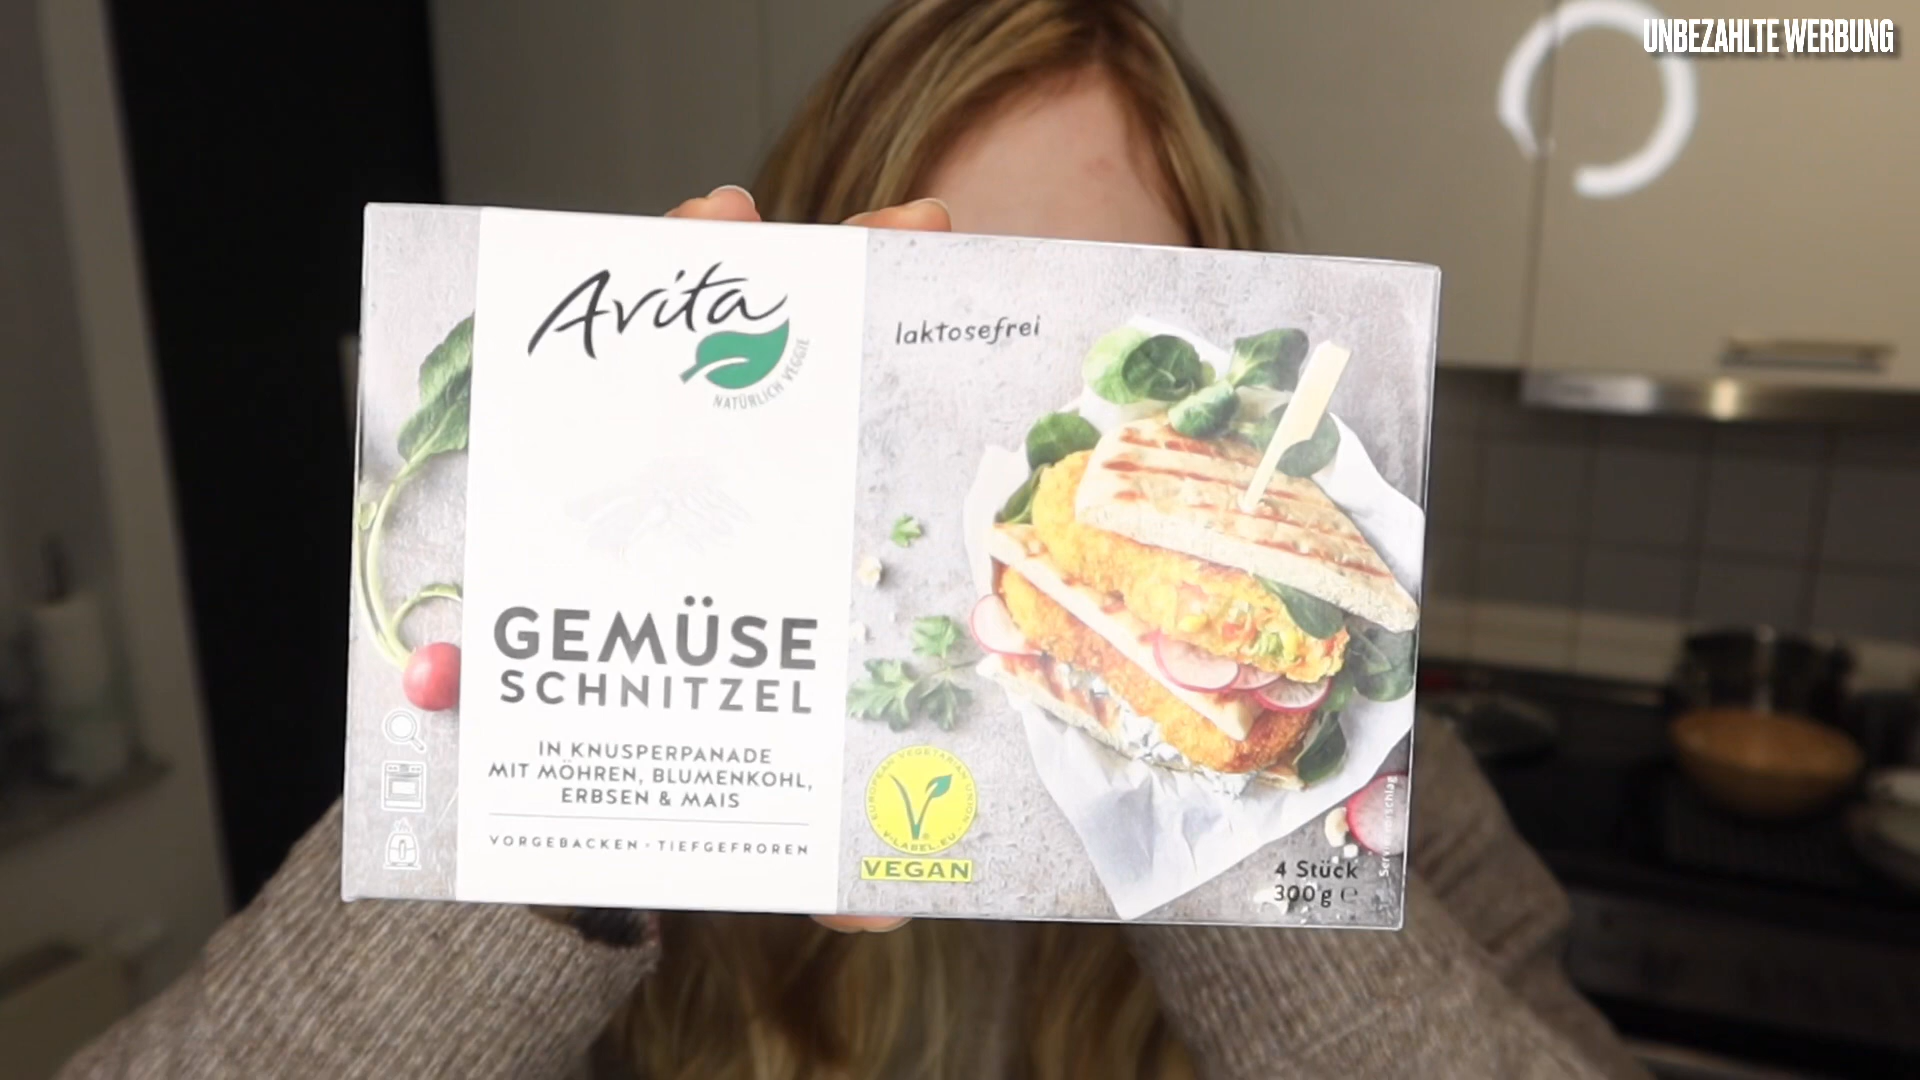 UNBEZAHLTE WERBUNG
Avita
NATÜRLICH VEGGIE
laktosefrei
GEMÜSE
SCHNITZEL
IN KNUSPERPANADE
MIT MÖHREN, BLUMENKOHL,
ERBSEN & MAIS
VORGEBACKEN · TIEFGEFROREN
EUROPEAN VEGETARIAN UNION
V-LABEL.EU
VEGAN
4 Stück
300 g ℮